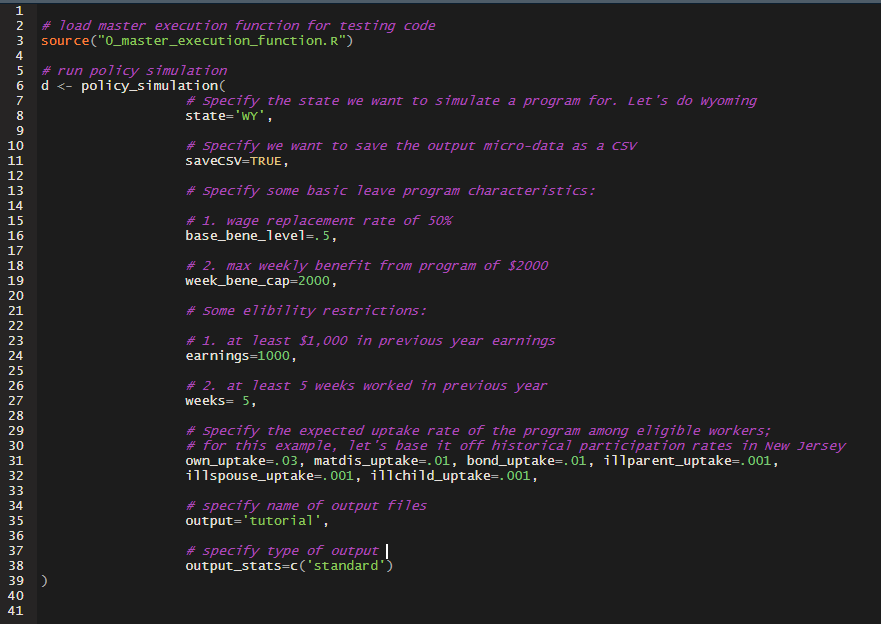 1
2 # load master execution function for testing code
3 source("0_master_execution_function.R")
4
5 # run policy simulation
6 d <- policy_simulation(
7 # Specify the state we want to simulate a program for. Let's do Wyoming
8 state='WY',
9
10 # Specify we want to save the output micro-data as a CSV
11 saveCSV=TRUE,
12
13 # Specify some basic leave program characteristics:
14
15 # 1. wage replacement rate of 50%
16 base_bene_level=.5,
17
18 # 2. max weekly benefit from program of $2000
19 week_bene_cap=2000,
20
21 # Some elibility restrictions:
22
23 # 1. at least $1,000 in previous year earnings
24 earnings=1000,
25
26 # 2. at least 5 weeks worked in previous year
27 weeks= 5,
28
29 # Specify the expected uptake rate of the program among eligible workers;
30 # for this example, let's base it off historical participation rates in New Jersey
31 own_uptake=.03, matdis_uptake=.01, bond_uptake=.01, illparent_uptake=.001,
32 illspouse_uptake=.001, illchild_uptake=.001,
33
34 # specify name of output files
35 output='tutorial',
36
37 # specify type of output
38 output_stats=c('standard')
39 )
40
41